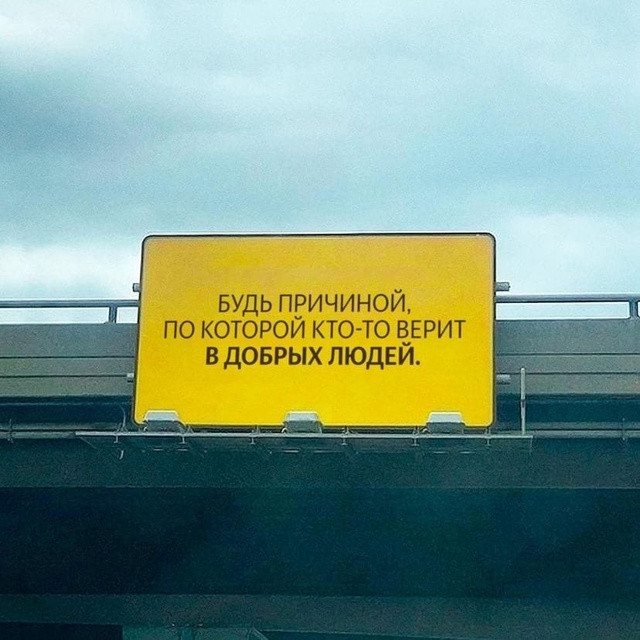 БУДЬ ПРИЧИНОЙ,
ПО КОТОРОЙ КТО-ТО ВЕРИТ
В ДОБРЫХ ЛЮДЕЙ.